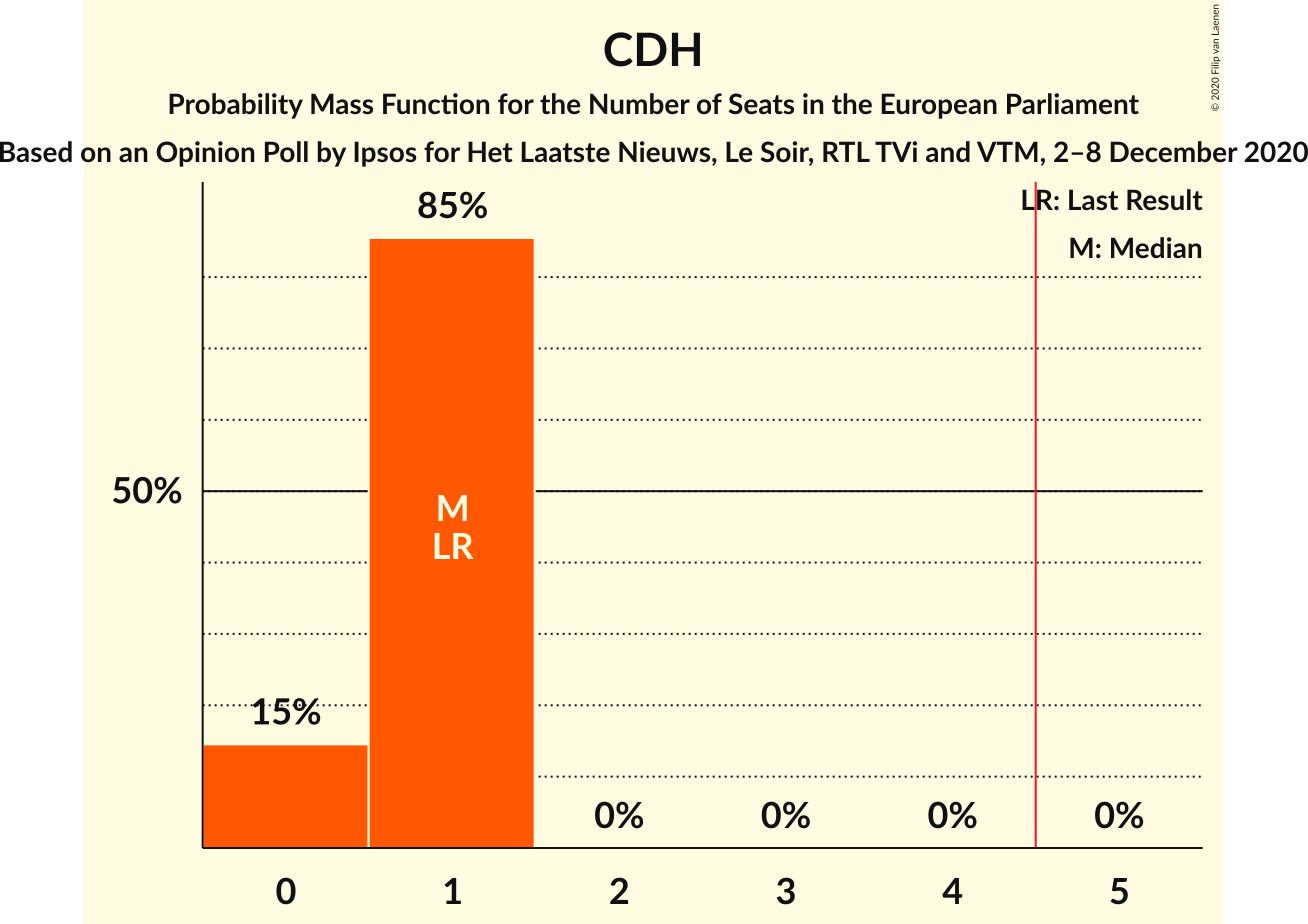 CDH
Probability Mass Function for the Number of Seats in the European Parliament
Based on an Opinion Poll by Ipsos for Het Laatste Nieuws, Le Soir, RTL TVi and VTM, 2–8 December 2020
© 2020 Filip van Laenen
LR: Last Result
M: Median
85%
50%
M
LR
15%
0% 0% 0% 0%
0 1 2 3 4 5